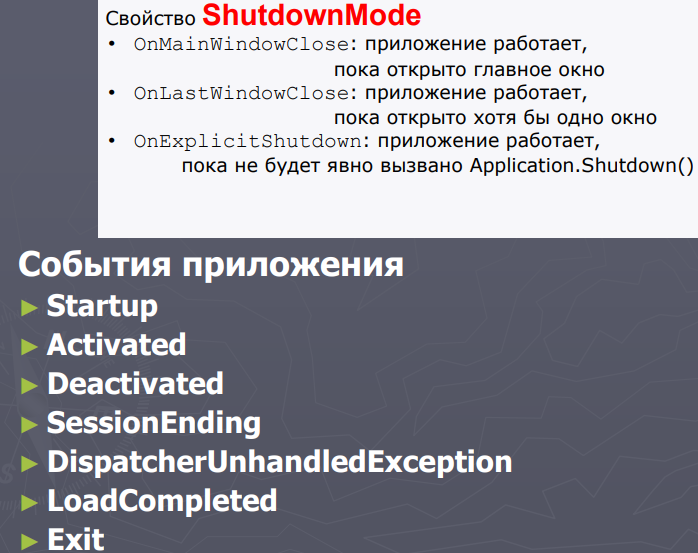 Свойство ShutdownMode
• OnMainWindowClose: приложение работает,
пока открыто главное окно
• OnLastWindowClose: приложение работает,
пока открыто хотя бы одно окно
• OnExplicitShutdown: приложение работает,
пока не будет явно вызвано Application.Shutdown()
События приложения
► Startup
► Activated
► Deactivated
► SessionEnding
► DispatcherUnhandledException
► LoadCompleted
► Exit